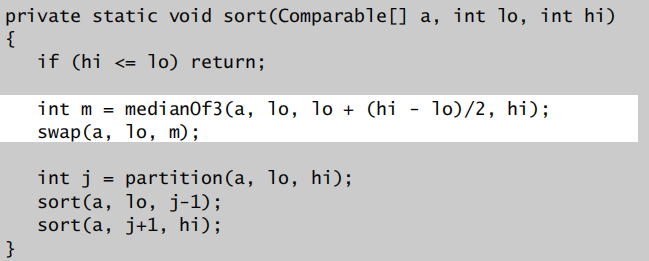 private static void sort(Comparable[] a, int lo, int hi)
{
if (hi <= lo) return;
int m = medianOf3(a, lo, lo + (hi - lo)/2, hi);
swap(a, lo, m);
int j = partition(a, lo, hi);
sort(a, lo, j-1);
sort(a, j+1, hi);
}